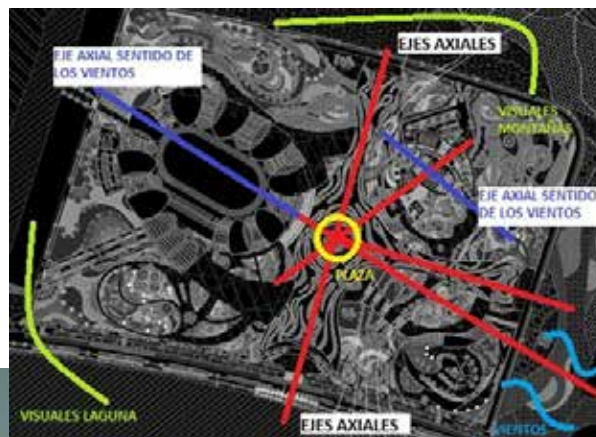 EJES AXIALES
EJE AXIAL SENTIDO DE
LOS VIENTOS
VISUALES
MONTAÑAS
EJE AXIAL SENTIDO
DE LOS VIENTOS
PLAZA
VISUALES LAGUNA
EJES AXIALES
VIENTOS